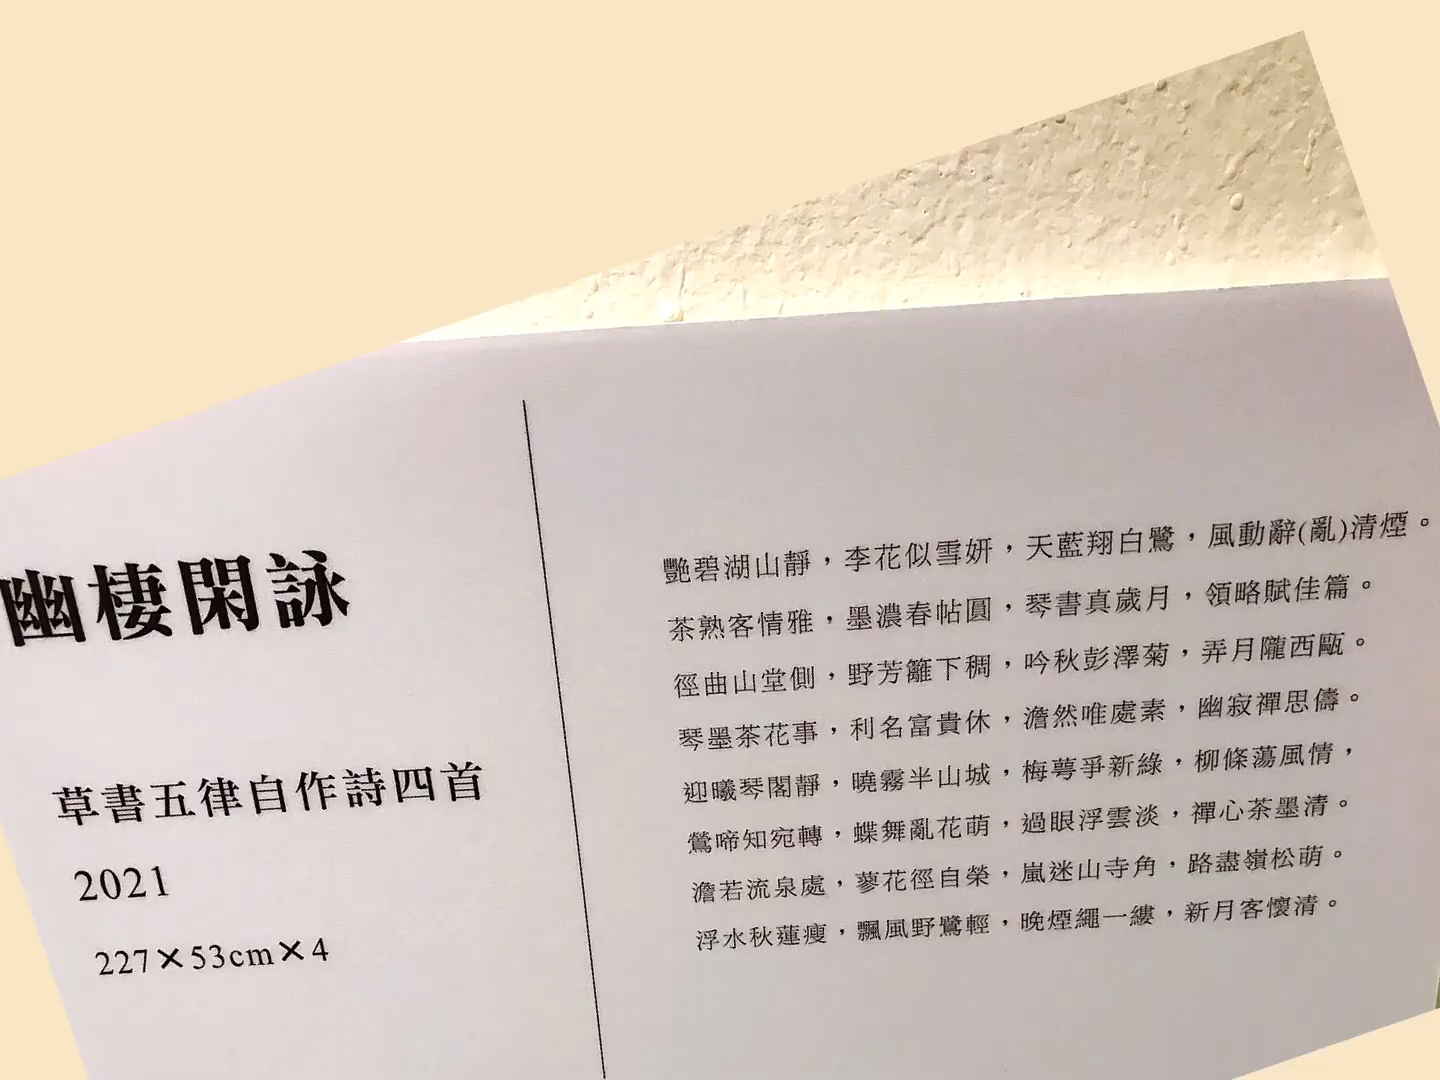 幽棲閑詠
草書五律自作詩四首
2021
227×53cm×4
艷碧湖山靜，李花似雪妍，天藍翔白鷺，風動辭(亂)清煙。
茶熟客情雅，墨濃春帖圓，琴書真歲月，領略賦佳篇。
徑曲山堂側，野芳籬下稠，吟秋彭澤菊，弄月隴西甌。
琴墨茶花事，利名富貴休，澹然唯處素，幽寂禪思儔。
迎曦琴閣靜，曉霧半山城，梅萼爭新綠，柳條蕩風情，
鶯啼知宛轉，蝶舞亂花萌，過眼浮雲淡，禪心茶墨清。
澹若流泉處，蓼花徑自榮，嵐迷山寺角，路盡嶺松萌。
浮水秋蓮瘦，飄風野鷺輕，晚煙繩一縷，新月客懷清。